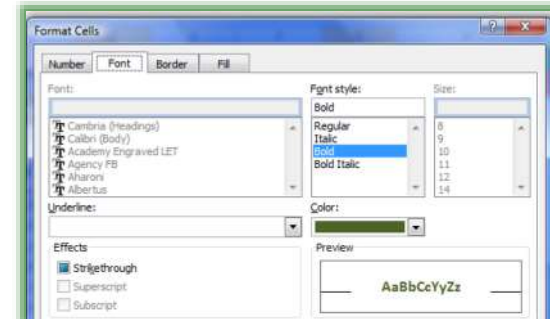 Format Cells
Number Font Border Fill
Font: Font style: Size:
Bold
Cambria (Headings) Regular 8
Calibri (Body) Italic 9
Academy Engraved LET Bold 10
Agency FB Bold Italic 11
Aharoni 12
Albertus 14
Underline: Color:
Effects Preview
Strikethrough
Superscript AaBbCcYyZz
Subscript